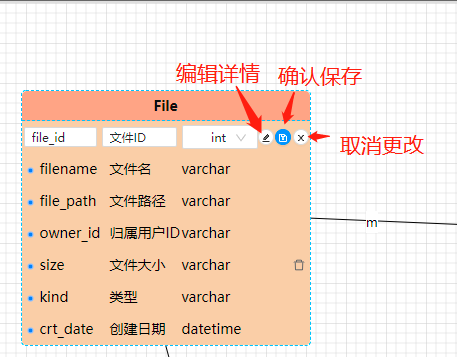 编辑详情 确认保存
File
file_id 文件ID int
取消更改
filename 文件名 varchar
file_path 文件路径 varchar
owner_id 归属用户ID varchar
m
size 文件大小 varchar
kind 类型 varchar
crt_date 创建日期 datetime